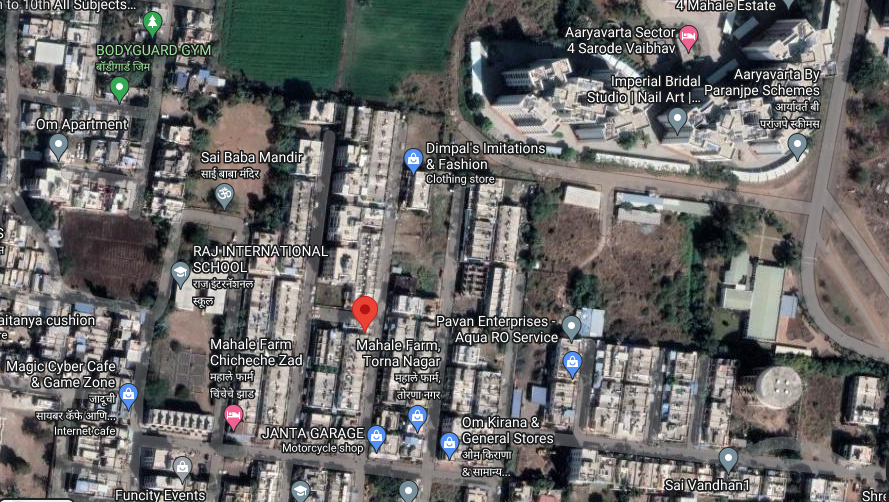 n to 10th All Subjects...
4 Mahale Estate
BODYGUARD GYM
बॉडीगार्ड जिम
Aaryavarta Sector
4 Sarode Vaibhav
Imperial Bridal
Studio | Nail Art |...
Aaryavarta By
Paranjpe Schemes
आर्यावर्त बी
परांजपे स्कीमस
Om Apartment
Sai Baba Mandir
साई बाबा मंदिर
Dimpal's Imitations
& Fashion
Clothing store
RAJ INTERNATIONAL
SCHOOL
राज इंटरनॅशनल
स्कूल
aitanya cushion
re
Mahale Farm
Chicheche Zad
महाले फार्म
चिचेचे झाड
Mahale Farm,
Torna Nagar
महाले फार्म,
तोरणा नगर
Pavan Enterprises -
Aqua RO Service
Magic Cyber Cafe
& Game Zone
जादूची
सायबर कॅफे आणि...
Internet cafe
JANTA GARAGE
Motorcycle shop
Om Kirana &
General Stores
ओम किराणा
& सामान्य...
Funcity Events
Sai Vandhan1
Shre